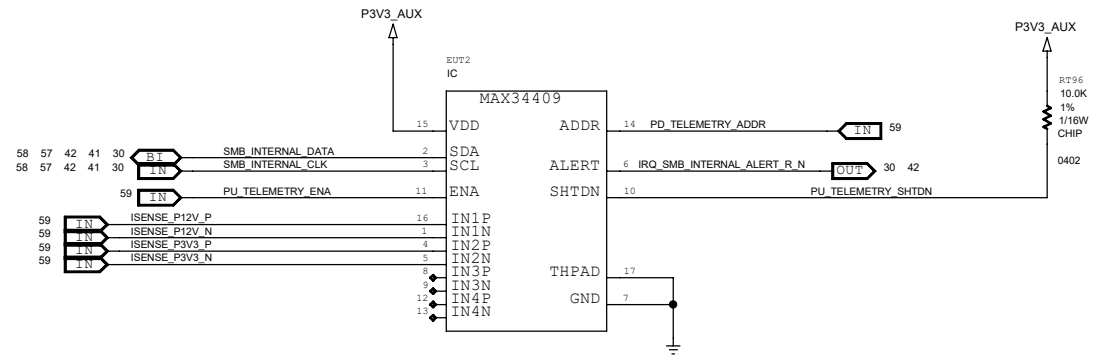 P3V3_AUX
P3V3_AUX
EUT2
IC
RT96
10.0K
1%
1/16W
CHIP
0402
MAX34409
15 VDD ADDR 14 PD_TELEMETRY_ADDR IN 59
58 57 42 41 30 BI SMB_INTERNAL_DATA 2 SDA
58 57 42 41 30 IN SMB_INTERNAL_CLK 3 SCL ALERT 6 IRQ_SMB_INTERNAL_ALERT_R_N OUT 30 42
59 IN PU_TELEMETRY_ENA 11 ENA SHTDN 10 PU_TELEMETRY_SHTDN
59 IN ISENSE_P12V_P 16 IN1P
59 IN ISENSE_P12V_N 1 IN1N
59 IN ISENSE_P3V3_P 4 IN2P
59 IN ISENSE_P3V3_N 5 IN2N
8 IN3P THPAD 17
9 IN3N
12 IN4P GND 7
13 IN4N